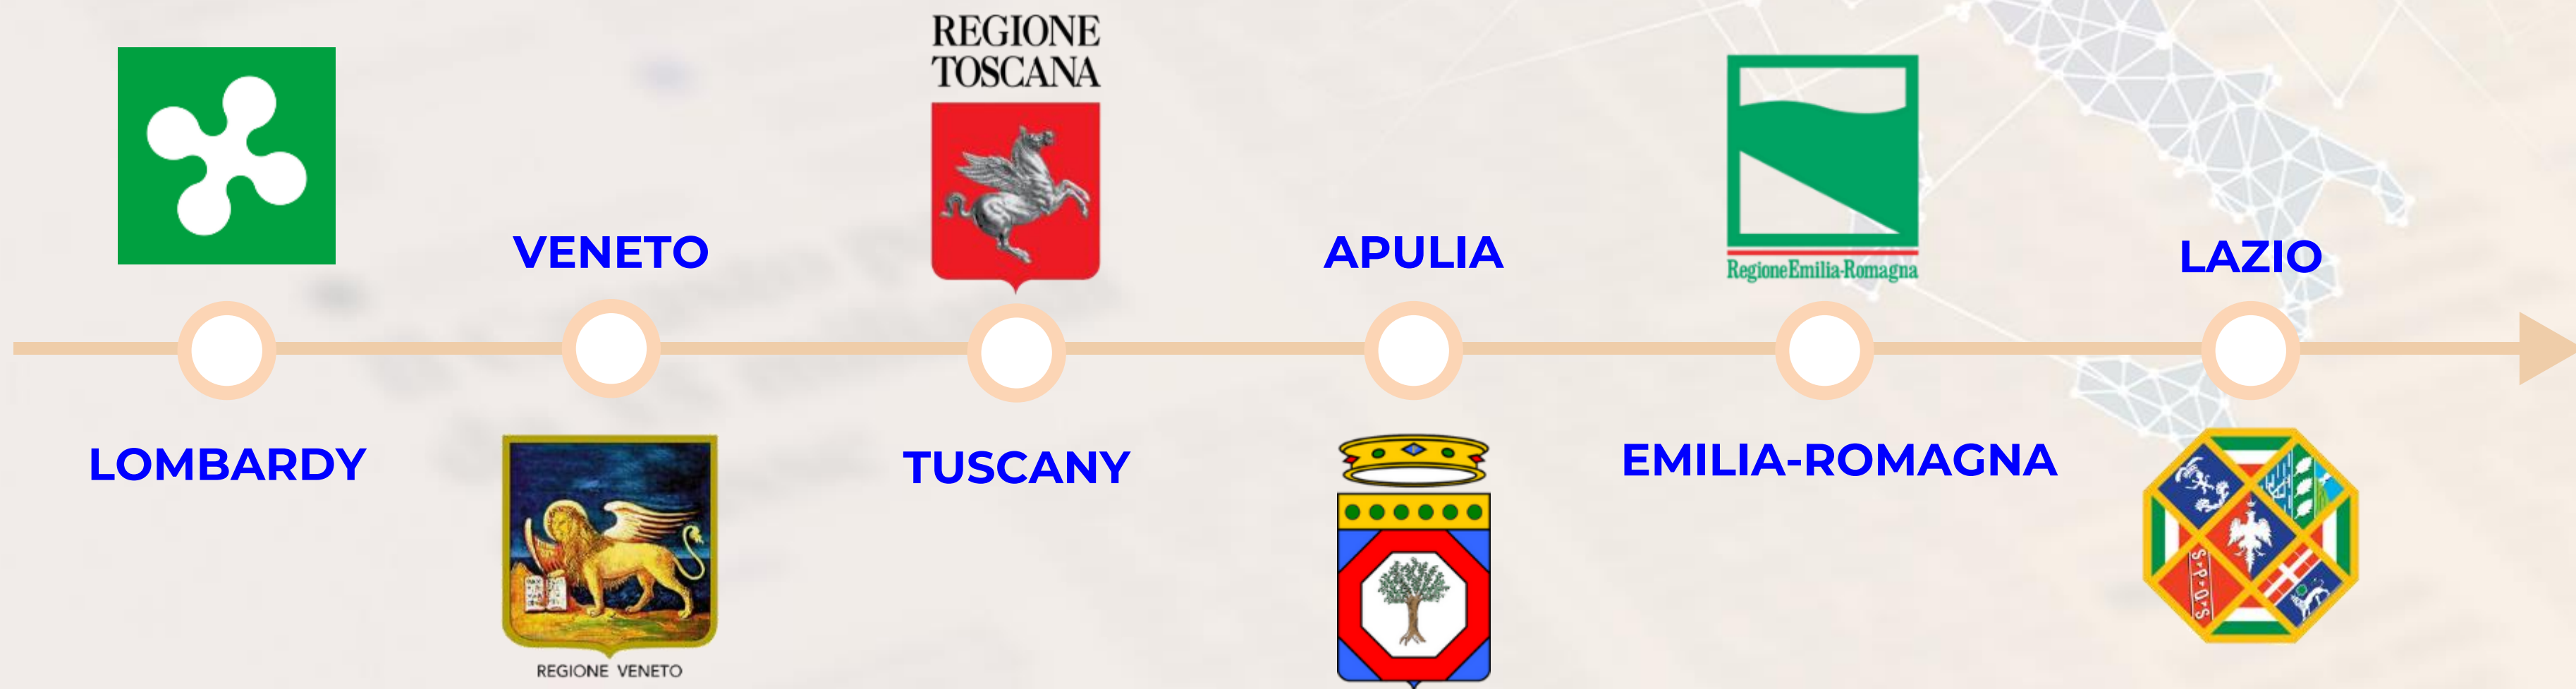 REGIONE
TOSCANA
VENETO
APULIA
RegioneEmilia-Romagna
LAZIO
LOMBARDY
REGIONE VENETO
TUSCANY
EMILIA-ROMAGNA
S•P•Q•S